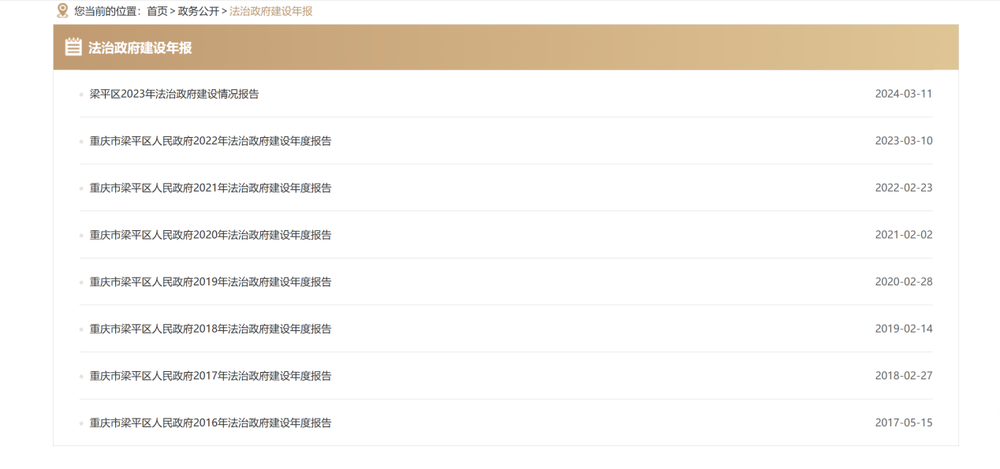 您当前的位置：首页 > 政务公开 > 法治政府建设年报
法治政府建设年报
梁平区2023年法治政府建设情况报告 2024-03-11
重庆市梁平区人民政府2022年法治政府建设年度报告 2023-03-10
重庆市梁平区人民政府2021年法治政府建设年度报告 2022-02-23
重庆市梁平区人民政府2020年法治政府建设年度报告 2021-02-02
重庆市梁平区人民政府2019年法治政府建设年度报告 2020-02-28
重庆市梁平区人民政府2018年法治政府建设年度报告 2019-02-14
重庆市梁平区人民政府2017年法治政府建设年度报告 2018-02-27
重庆市梁平区人民政府2016年法治政府建设年度报告 2017-05-15